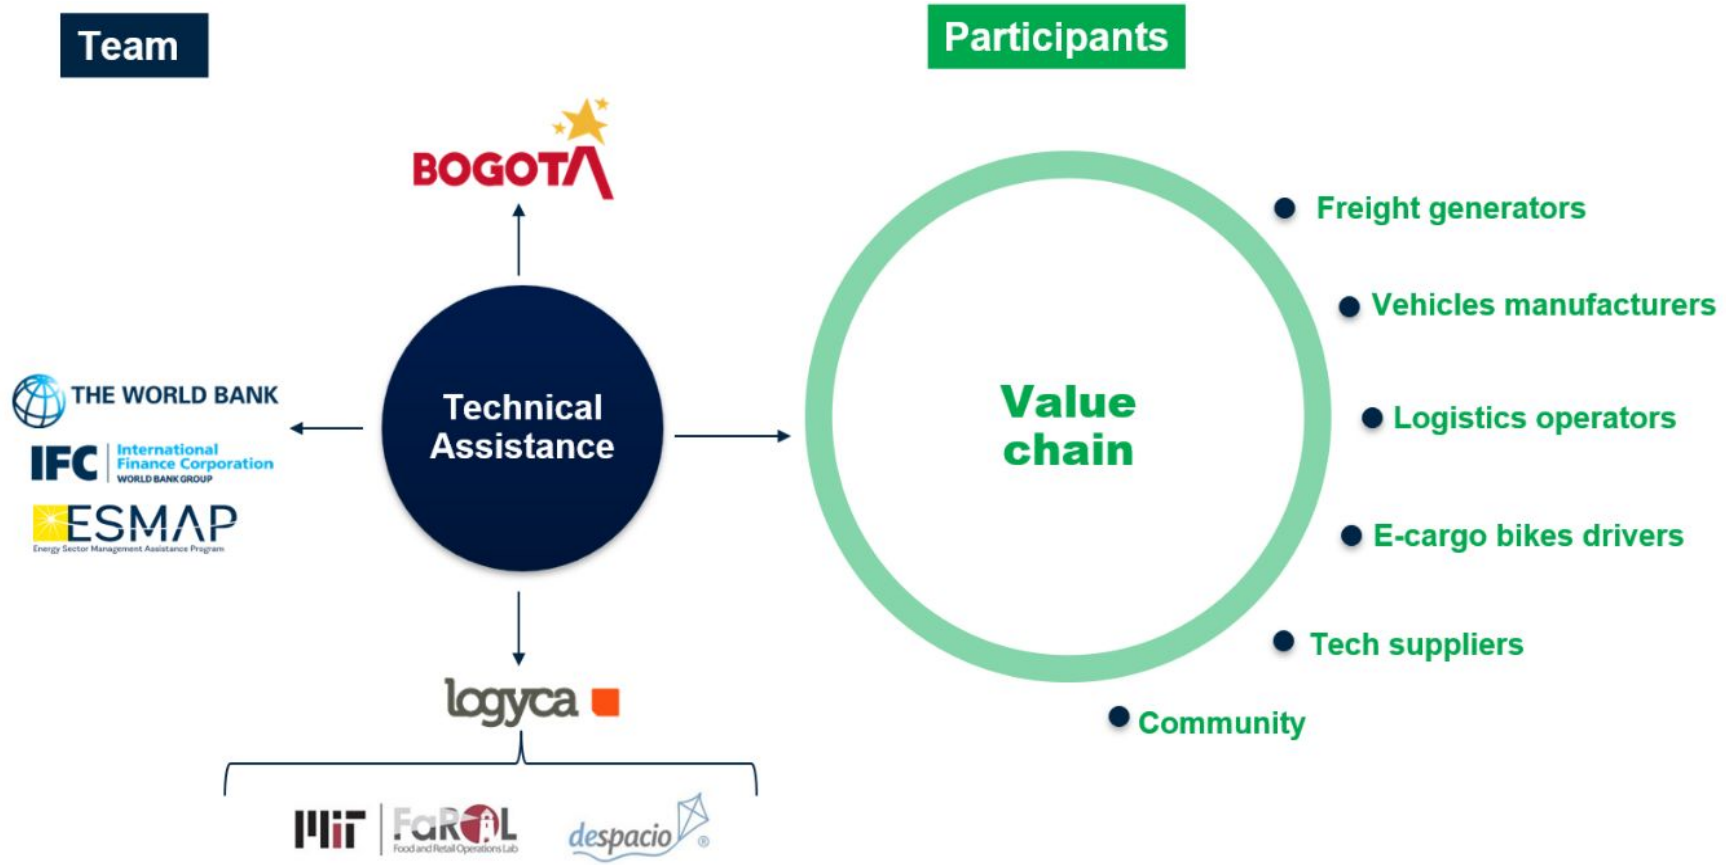 Team
Participants
BOGOTÁ
Freight generators
Vehicles manufacturers
THE WORLD BANK
IFC
International
Finance Corporation
WORLD BANK GROUP
ESMAP
Energy Sector Management Assistance Program
Technical
Assistance
Value
chain
Logistics operators
E-cargo bikes drivers
Tech suppliers
Community
logyca
MIT
FaROL
Food and Retail Operations Lab
despacio
®